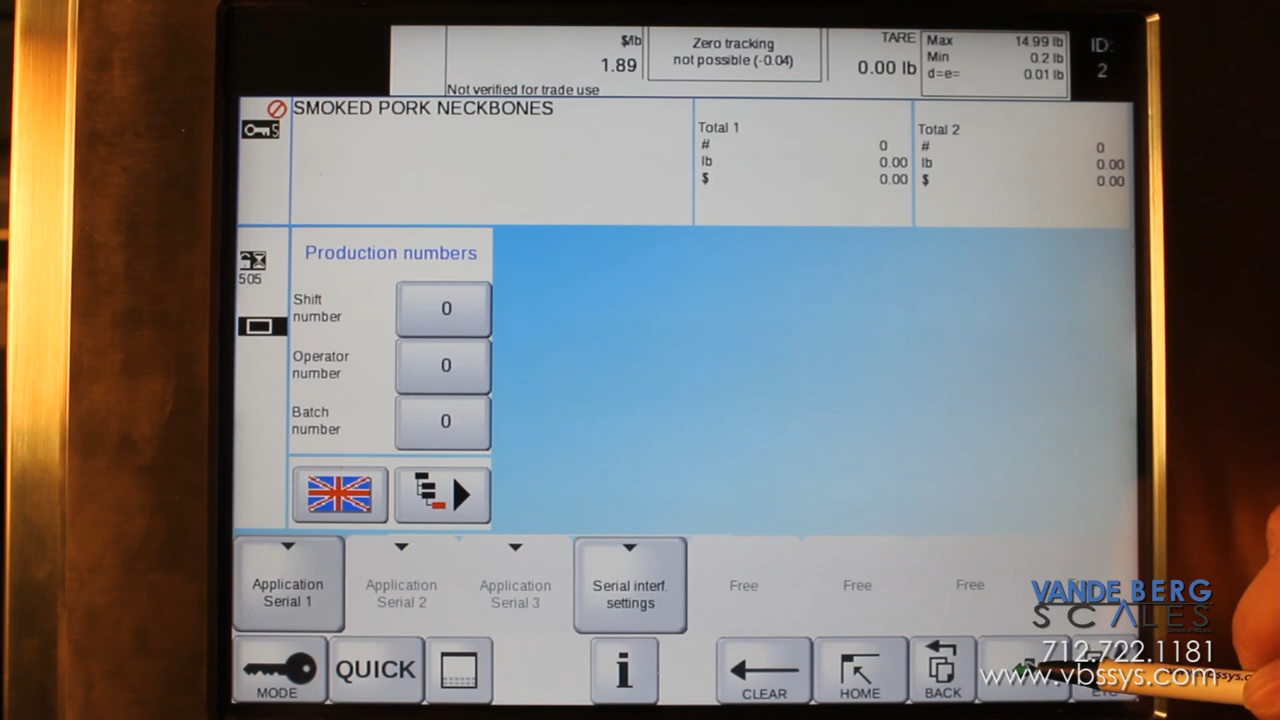 $/lb
1.89
Not verified for trade use
Zero tracking
not possible (-0.04)
TARE
0.00 lb
Max 14.99 lb
Min 0.2 lb
d=e= 0.01 lb
ID:
2
S
SMOKED PORK NECKBONES
Total 1
# 0
lb 0.00
$ 0.00
Total 2
# 0
lb 0.00
$ 0.00
505
Production numbers
Shift
number
0
Operator
number
0
Batch
number
0
Application
Serial 1
Application
Serial 2
Application
Serial 3
Serial interf.
settings
Free
Free
Free
VANDE BERG
SCALES
712.722.1181
www.vbssys.com
MODE
QUICK
i
CLEAR
HOME
BACK